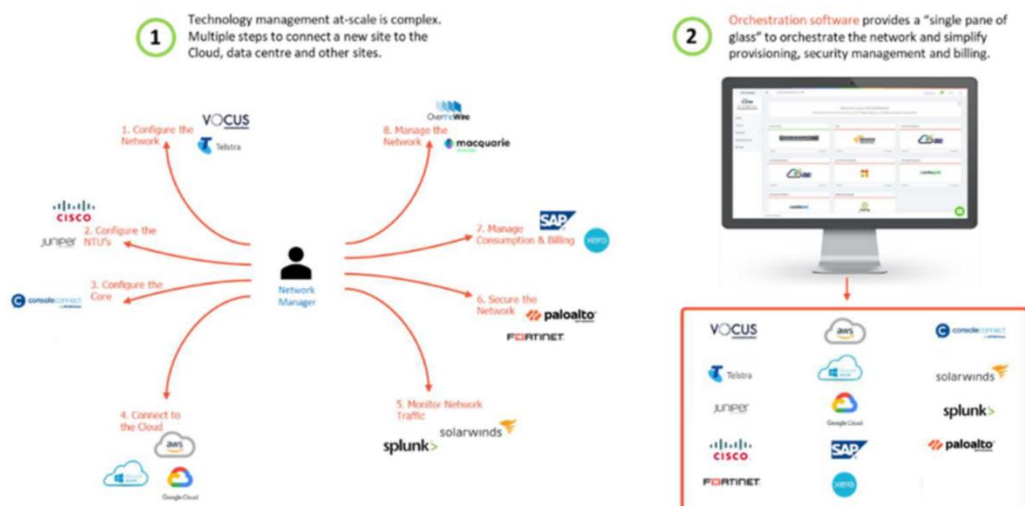 1
Technology management at-scale is complex.
Multiple steps to connect a new site to the
Cloud, data centre and other sites.
1. Configure the
Network
VOCUS
Telstra
8. Manage the
Network
OvertheWire
macquarie
CISCO
2. Configure the
NTU's
JUNIPER
7. Manage
Consumption & Billing
SAP
xero
3. Configure the
Core
consoleconnect
Network
Manager
6. Secure the
Network
paloalto
FORTINET
4. Connect to
the Cloud
aws
Google Cloud
5. Monitor Network
Traffic
splunk>
solarwinds
2
Orchestration software provides a "single pane of
glass" to orchestrate the network and simplify
provisioning, security management and billing.
VOCUS
aws
consoleconnect
Telstra
solarwinds
JUNIPER
Google Cloud
splunk>
CISCO
SAP
paloalto
FORTINET
xero